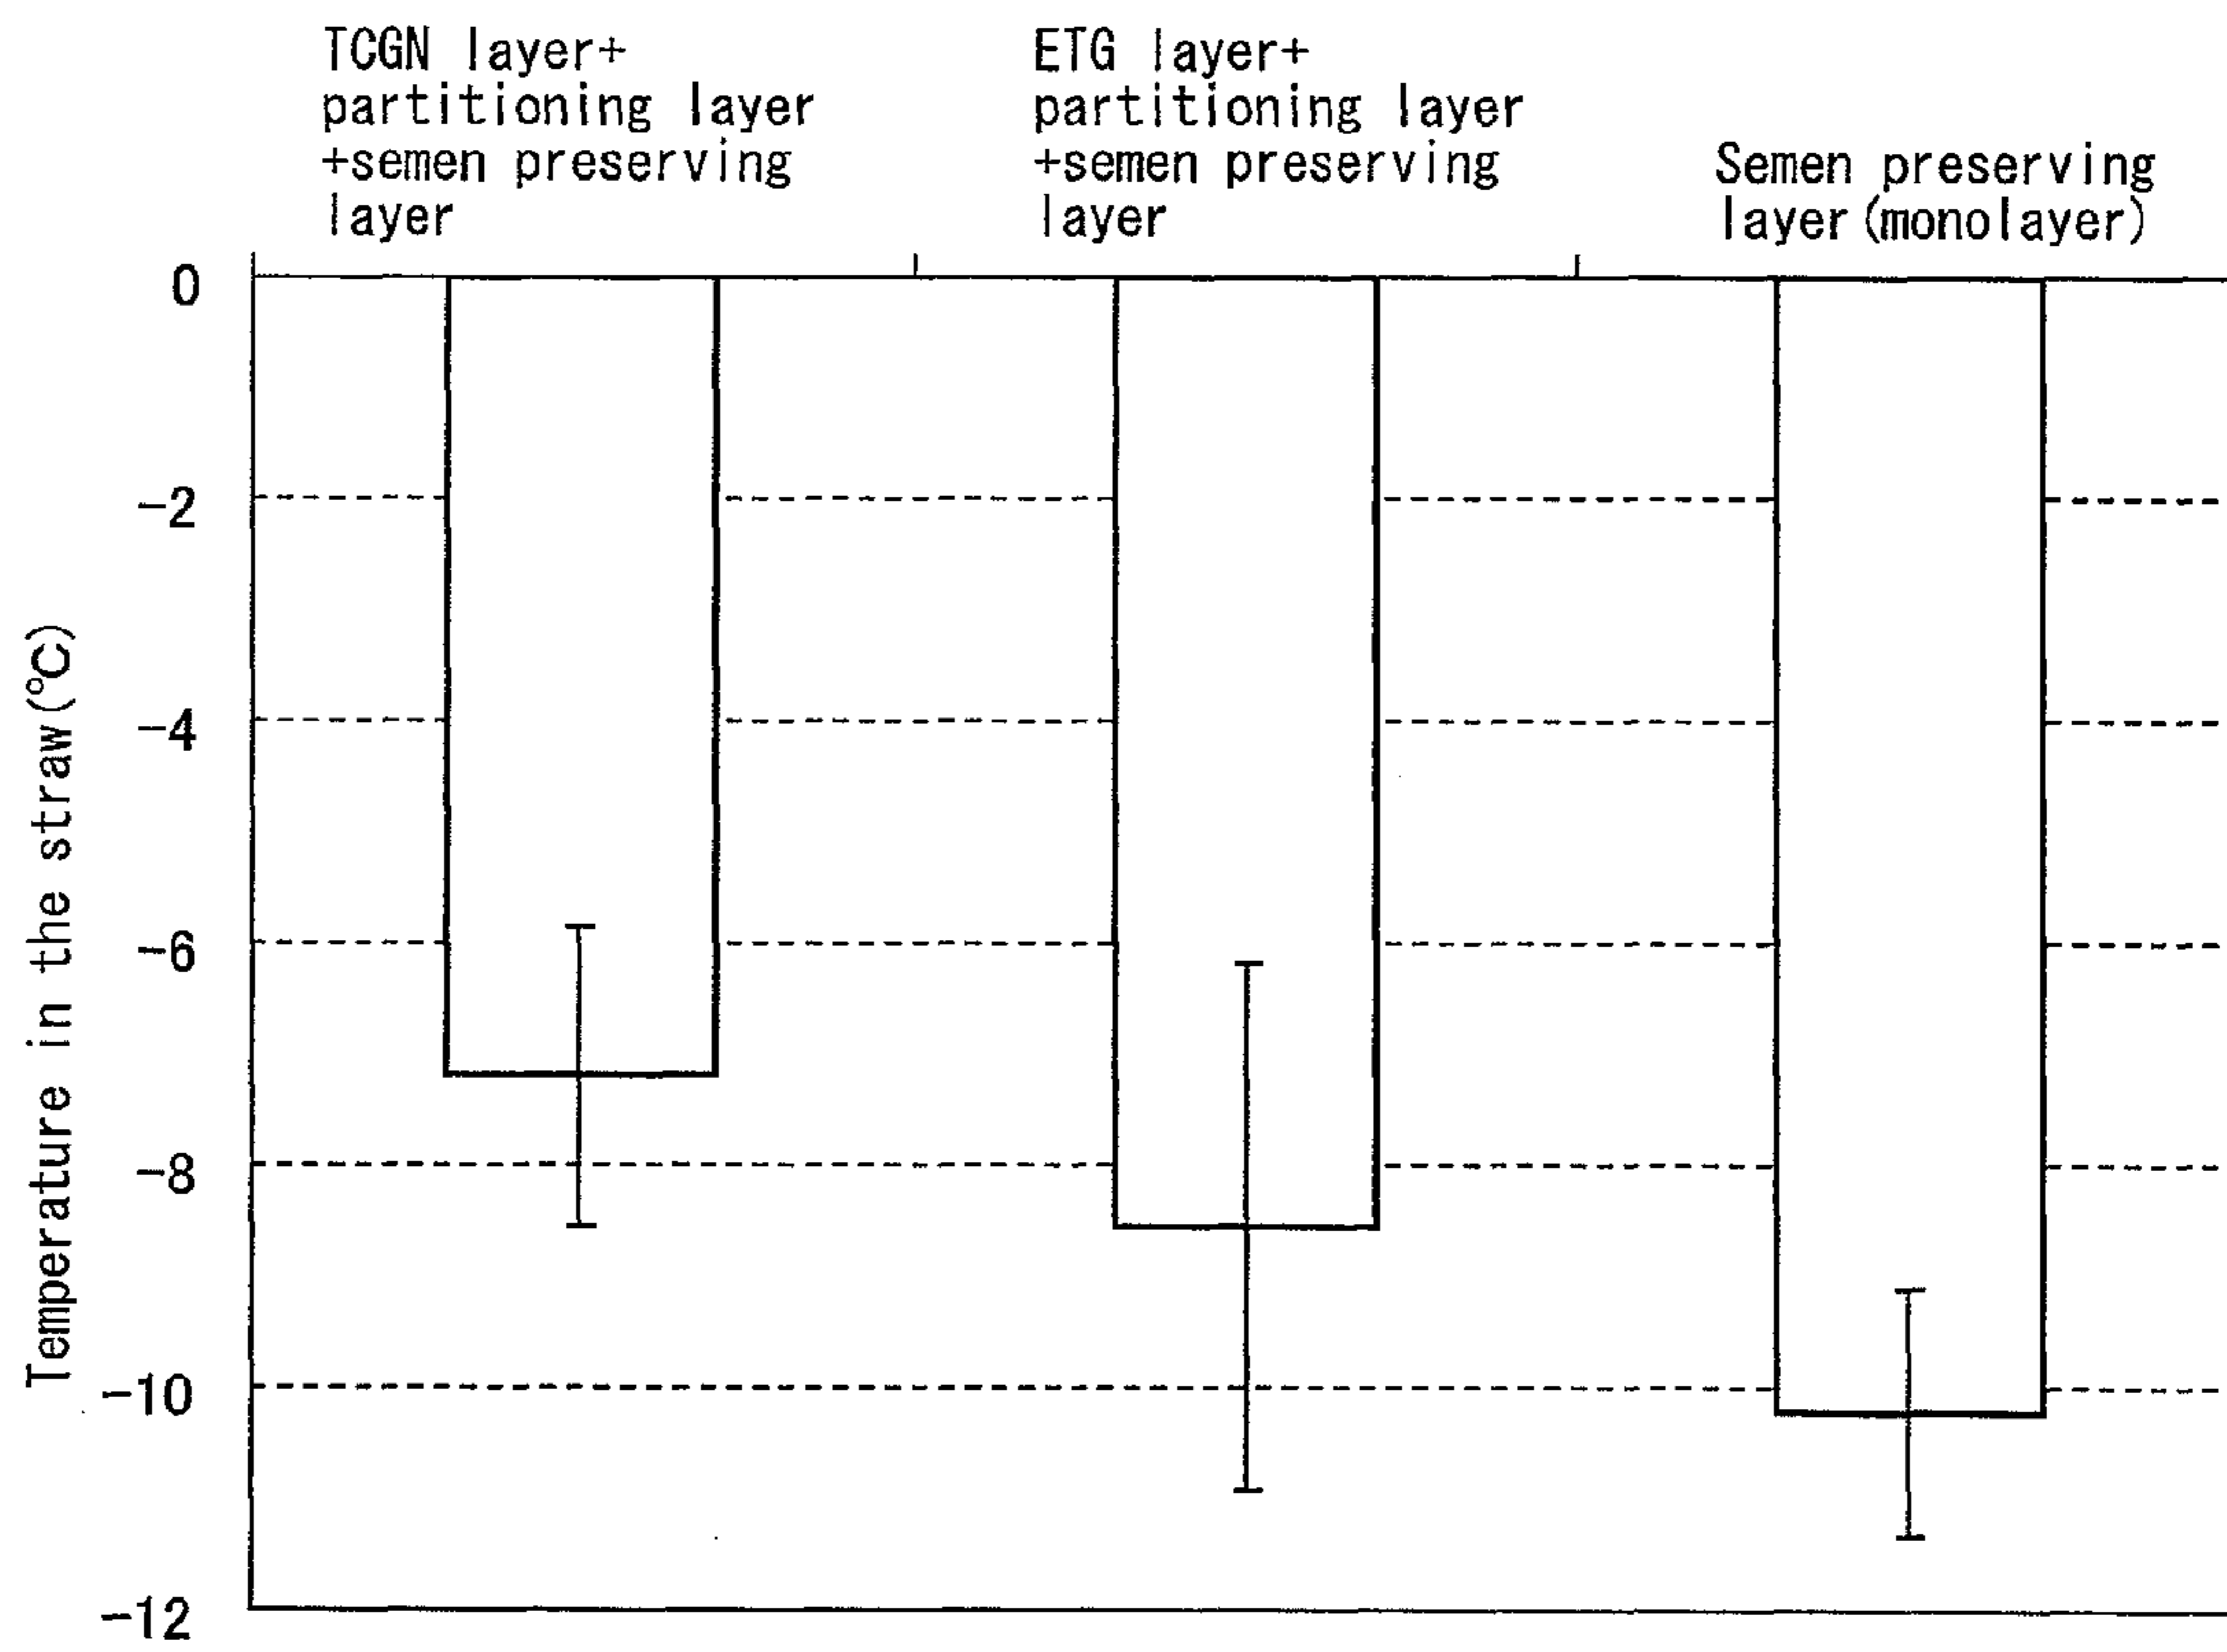 TCGN layer+
partitioning layer
+semen preserving
layer
ETG layer+
partitioning layer
+semen preserving
layer
Semen preserving
layer(monolayer)
Temperature in the straw(℃)
0
-2
-4
-6
-8
-10
-12